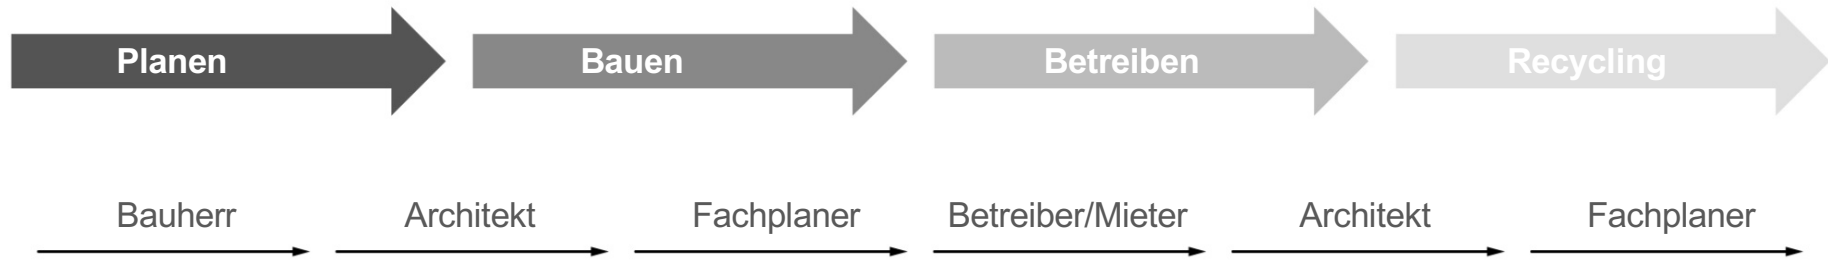 Planen Bauen Betreiben Recycling
Bauherr Architekt Fachplaner Betreiber/Mieter Architekt Fachplaner